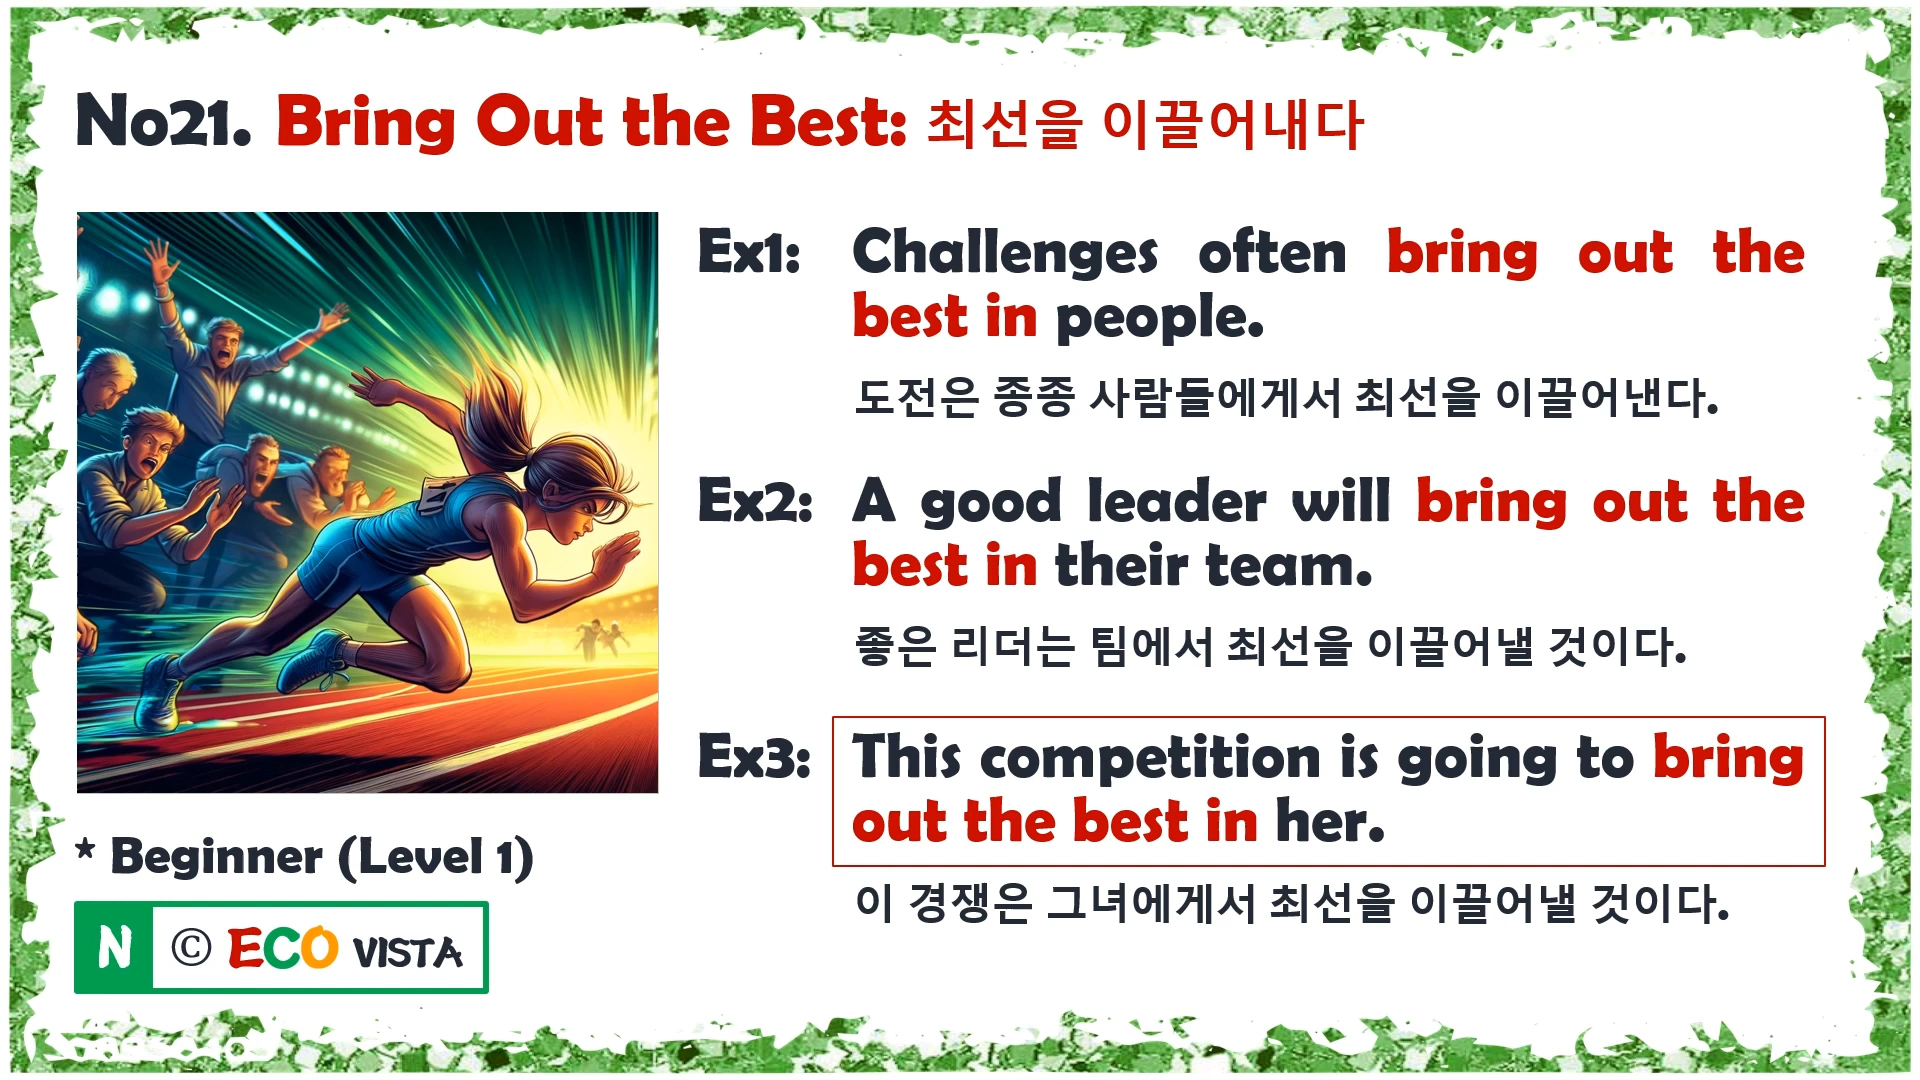 No21. Bring Out the Best: 최선을 이끌어내다
Ex1: Challenges often bring out the
best in people.
도전은 종종 사람들에게서 최선을 이끌어낸다.
Ex2: A good leader will bring out the
best in their team.
좋은 리더는 팀에서 최선을 이끌어낼 것이다.
Ex3: This competition is going to bring
out the best in her.
이 경쟁은 그녀에게서 최선을 이끌어낼 것이다.
* Beginner (Level 1)
N © ECO VISTA